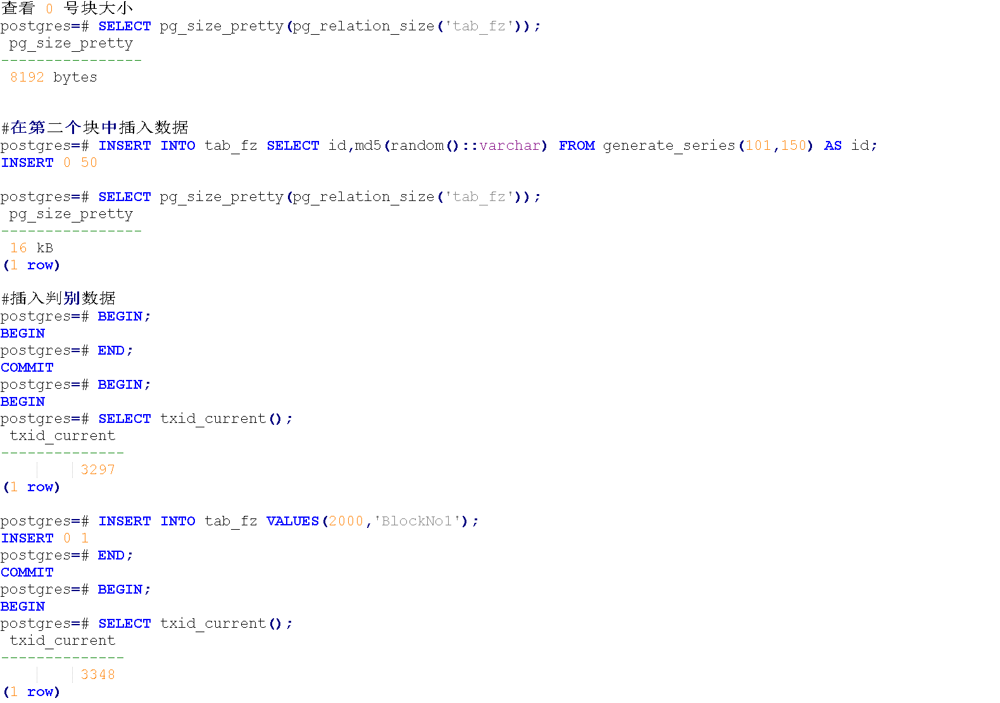 查看 0 号块大小
postgres=# SELECT pg_size_pretty(pg_relation_size('tab_fz'));
 pg_size_pretty
----------------
 8192 bytes
#在第二个块中插入数据
postgres=# INSERT INTO tab_fz SELECT id,md5(random()::varchar) FROM generate_series(101,150) AS id;
INSERT 0 50
postgres=# SELECT pg_size_pretty(pg_relation_size('tab_fz'));
 pg_size_pretty
----------------
 16 kB
(1 row)
#插入判别数据
postgres=# BEGIN;
BEGIN
postgres=# END;
COMMIT
postgres=# BEGIN;
BEGIN
postgres=# SELECT txid_current();
 txid_current
--------------
         3297
(1 row)
postgres=# INSERT INTO tab_fz VALUES(2000,'BlockNo1');
INSERT 0 1
postgres=# END;
COMMIT
postgres=# BEGIN;
BEGIN
postgres=# SELECT txid_current();
 txid_current
--------------
         3348
(1 row)